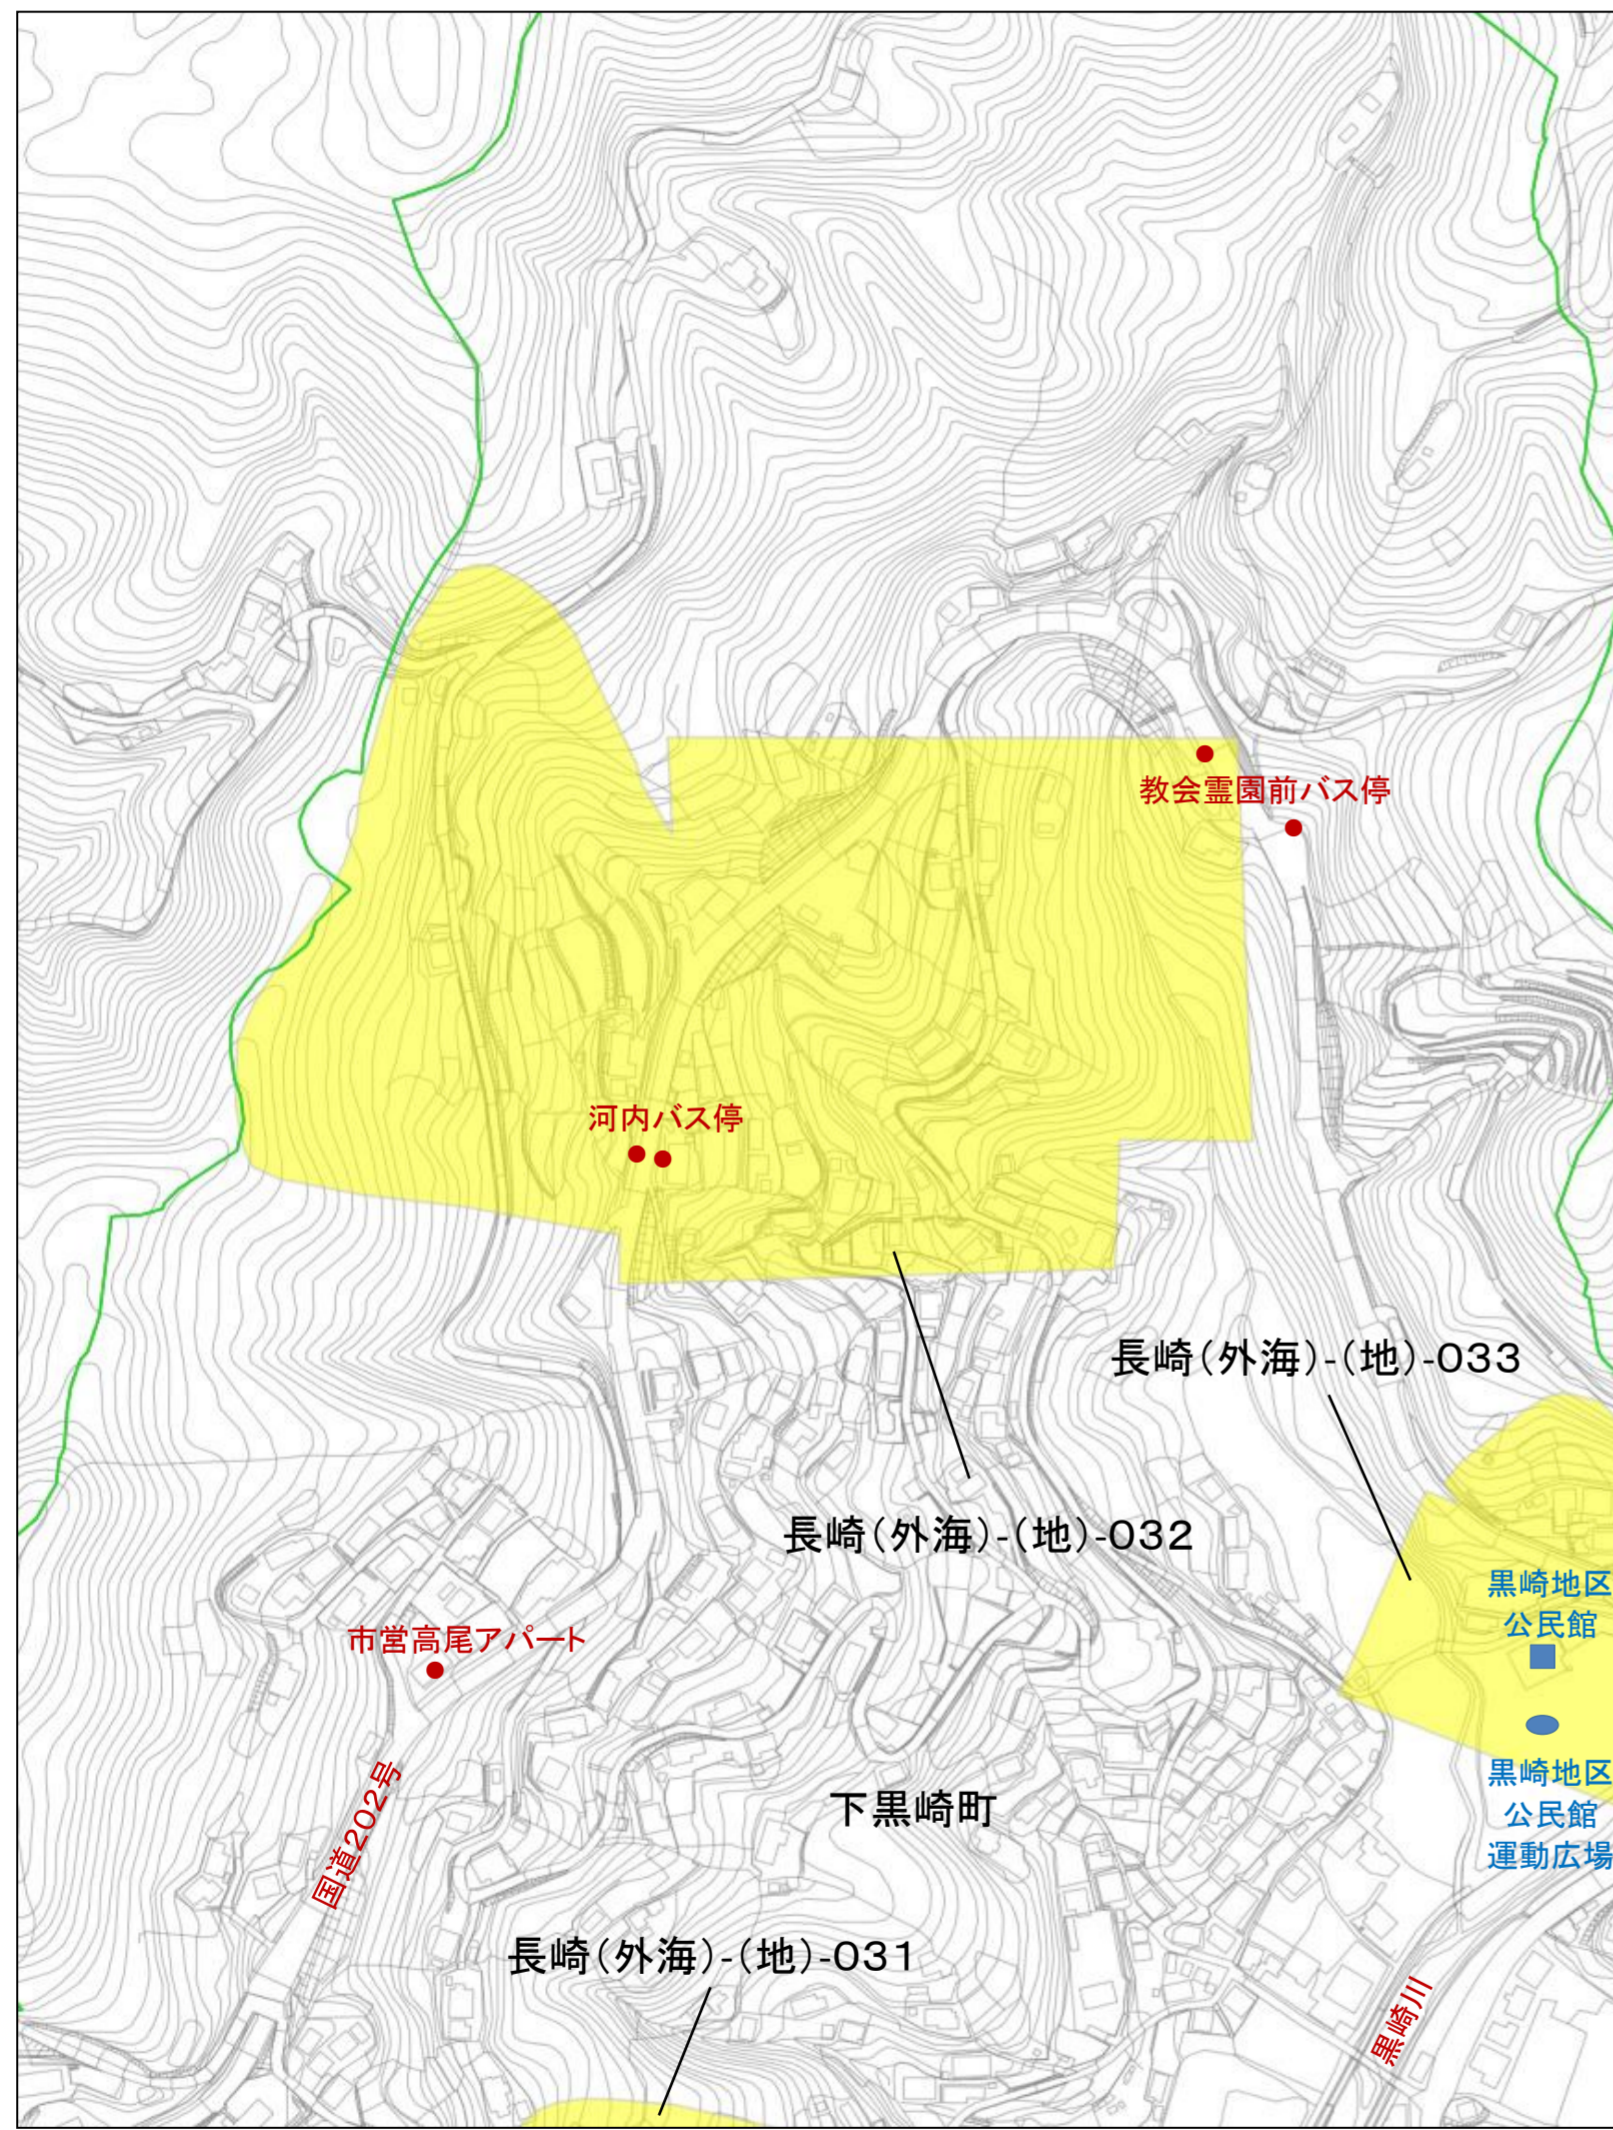 教会霊園前バス停
河内バス停
長崎(外海)-(地)-033
長崎(外海)-(地)-032
黒崎地区
公民館
市営高尾アパート
黒崎地区
公民館
運動広場
下黒崎町
国道202号
長崎(外海)-(地)-031
黒崎川